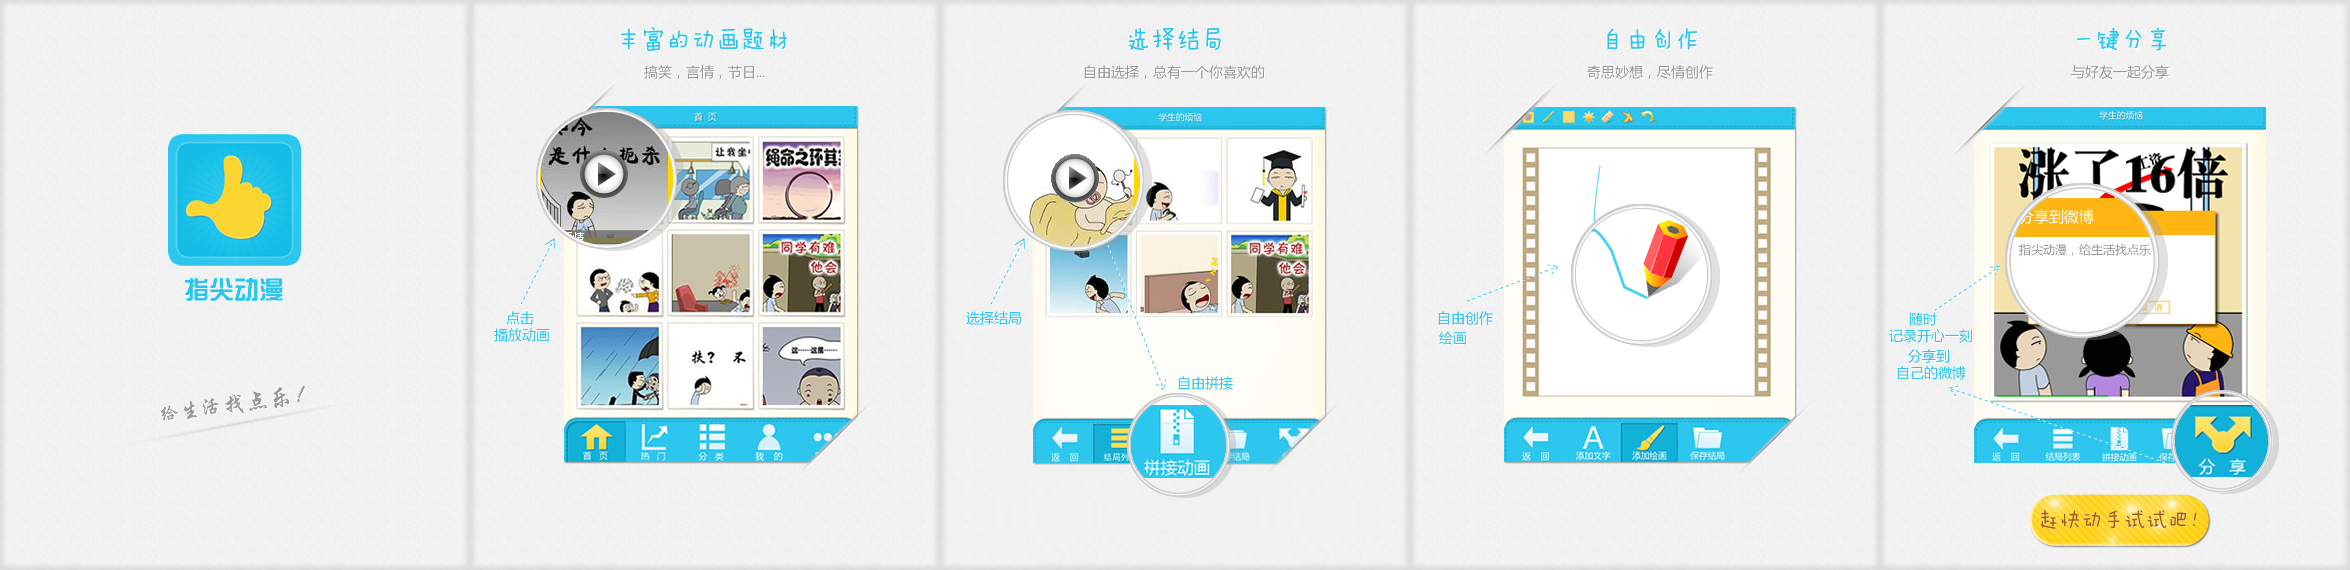 指尖动漫
给生活找点乐!
丰富的动画题材
搞笑，言情，节日...
首 页
是什么扼杀
让我坐
绳命之环其
同学有难,
他会
扶? 不
这······这是······
点击
播放动画
首 页
热 门
分 类
我 的
选择结局
自由选择，总有一个你喜欢的
学生的烦恼
同学有难,
他会
选择结局
自由拼接
返 回
结局列
拼接动画
结局
自由创作
奇思妙想，尽情创作
自由创作
绘画
返 回
添加文字
添加绘画
保存结局
一键分享
与好友一起分享
学生的烦恼
涨了16倍
工资
分享到微博
指尖动漫，给生活找点乐
消
随时
记录开心一刻
分享到
自己的微博
返 回
结局列表
拼接动画
保存
分 享
赶快动手试试吧!